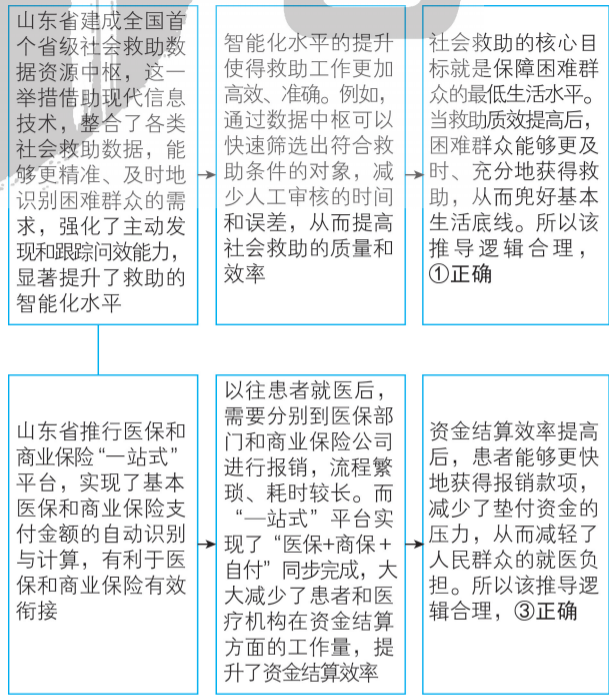 山东省建成全国首
个省级社会救助数
据资源中枢，这一
举措借助现代信息
技术，整合了各类
社会救助数据，能
够更精准、及时地
识别困难群众的需
求，强化了主动发
现和跟踪问效能力，
显著提升了救助的
智能化水平
智能化水平的提升
使得救助工作更加
高效、准确。例如，
通过数据中枢可以
快速筛选出符合救
助条件的对象，减
少人工审核的时间
和误差，从而提高
社会救助的质量和
效率
社会救助的核心目
标就是保障困难群
众的最低生活水平。
当救助质效提高后，
困难群众能够更及
时、充分地获得救
助，从而兜好基本
生活底线。所以该
推导逻辑合理，
①正确
山东省推行医保和
商业保险“一站式”
平台，实现了基本
医保和商业保险支
付金额的自动识别
与计算，有利于医
保和商业保险有效
衔接
以往患者就医后，
需要分别到医保部
门和商业保险公司
进行报销，流程繁
琐、耗时较长。而
“一站式”平台实
现了“医保+商保+
自付”同步完成，大
大减少了患者和医
疗机构在资金结算
方面的工作量，提
升了资金结算效率
资金结算效率提高
后，患者能够更快
地获得报销款项，
减少了垫付资金的
压力，从而减轻了
人民群众的就医负
担。所以该推导逻
辑合理，③正确